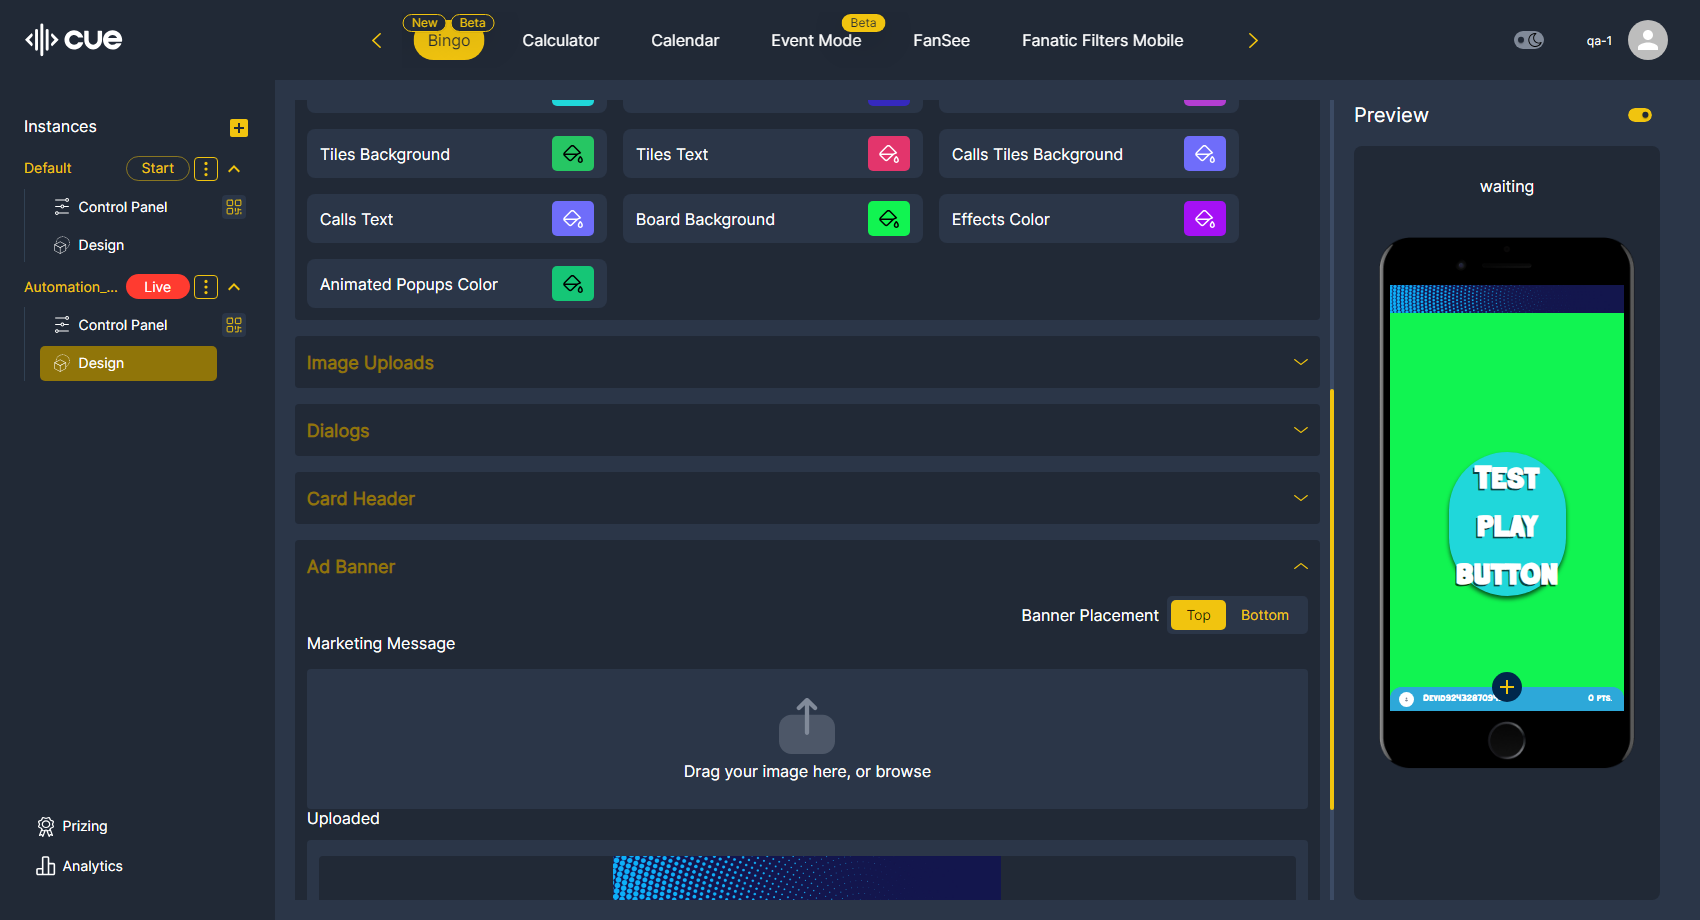 cue
New
Beta
Bingo
Calculator
Calendar
Event Mode
Beta
FanSee
Fanatic Filters Mobile
qa-1
Instances
Default
Start
Control Panel
Design
Automation_...
Live
Control Panel
Design
Prizing
Analytics
Tiles Background
Tiles Text
Calls Tiles Background
Calls Text
Board Background
Effects Color
Animated Popups Color
Image Uploads
Dialogs
Card Header
Ad Banner
Banner Placement
Top
Bottom
Marketing Message
Drag your image here, or browse
Uploaded
Preview
waiting
TEST
PLAY
BUTTON
0 PTS.